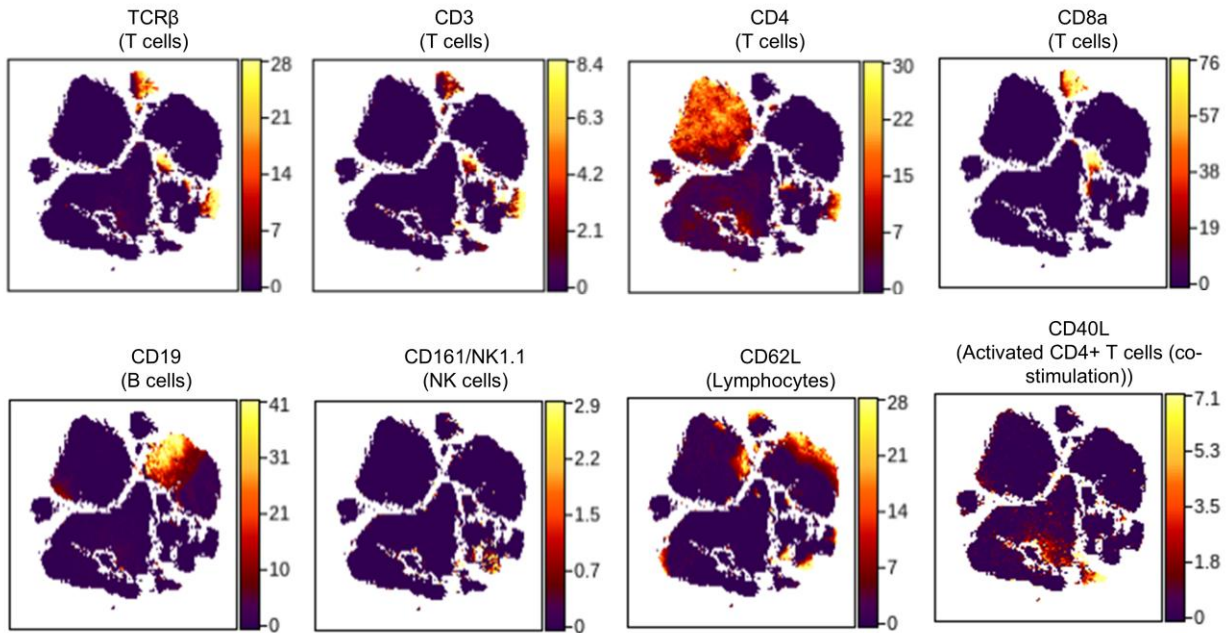 TCRβ
(T cells)
CD3
(T cells)
CD4
(T cells)
CD8a
(T cells)
28
21
14
7
0
8.4
6.3
4.2
2.1
0
30
22
15
7
0
76
57
38
19
0
CD19
(B cells)
CD161/NK1.1
(NK cells)
CD62L
(Lymphocytes)
CD40L
(Activated CD4+ T cells (co-
stimulation))
41
31
21
10
0
2.9
2.2
1.5
0.7
0
28
21
14
7
0
7.1
5.3
3.5
1.8
0